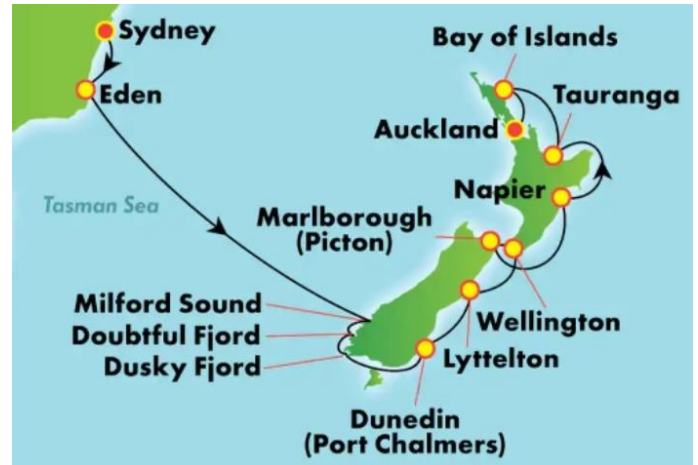 Sydney
Bay of Islands
Eden
Tauranga
Auckland
Napier
Tasman Sea
Marlborough
(Picton)
Milford Sound
Doubtful Fjord
Dusky Fjord
Wellington
Lyttelton
Dunedin
(Port Chalmers)